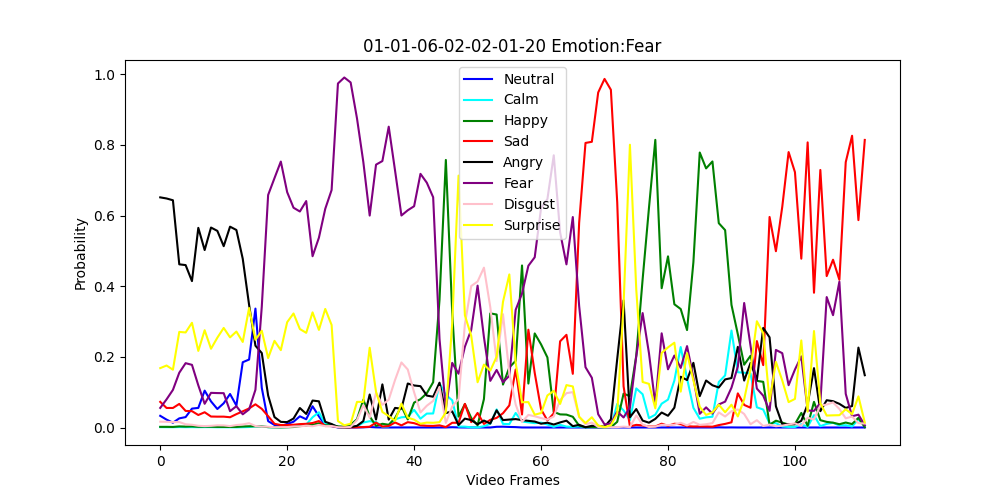 01-01-06-02-02-01-20 Emotion:Fear
1.0
0.8
0.6
0.4
0.2
0.0
Probability
Neutral
Calm
Happy
Sad
Angry
Fear
Disgust
Surprise
0 20 40 60 80 100
Video Frames